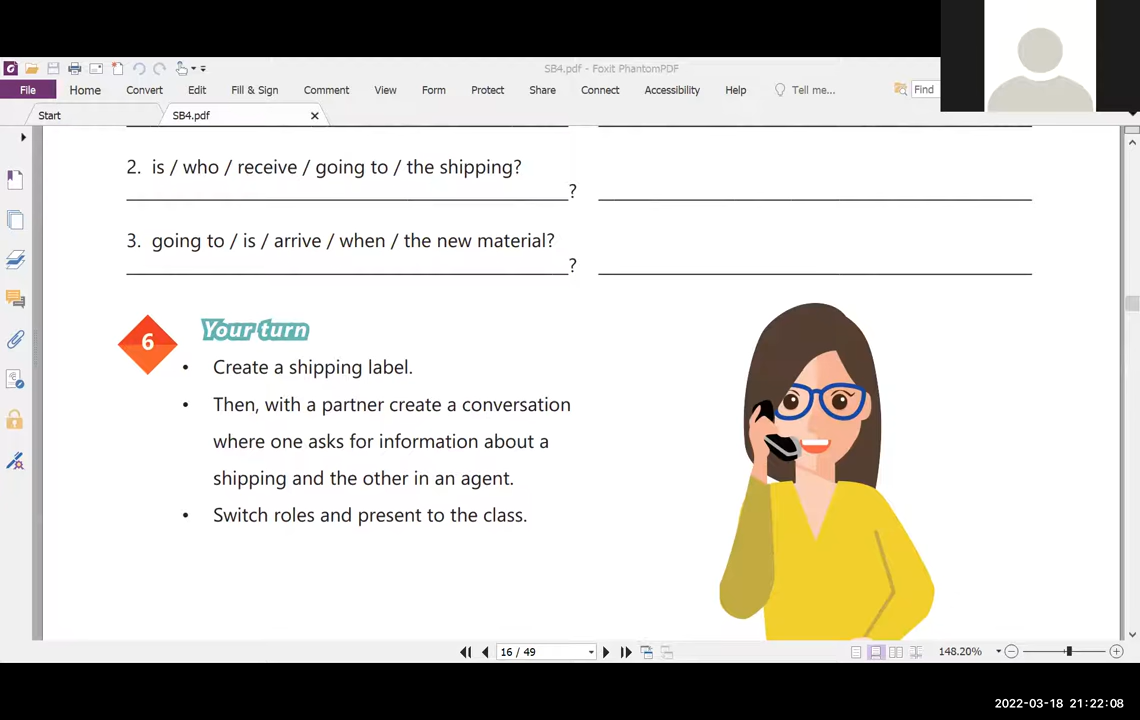 SB4.pdf - Foxit PhantomPDF
File Home Convert Edit Fill & Sign Comment View Form Protect Share Connect Accessibility Help Tell me... Find
Start SB4.pdf
2. is / who / receive / going to / the shipping?
?
3. going to / is / arrive / when / the new material?
?
6
Your turn
• Create a shipping label.
• Then, with a partner create a conversation
where one asks for information about a
shipping and the other in an agent.
• Switch roles and present to the class.
16 / 49
148.20%
2022-03-18 21:22:08